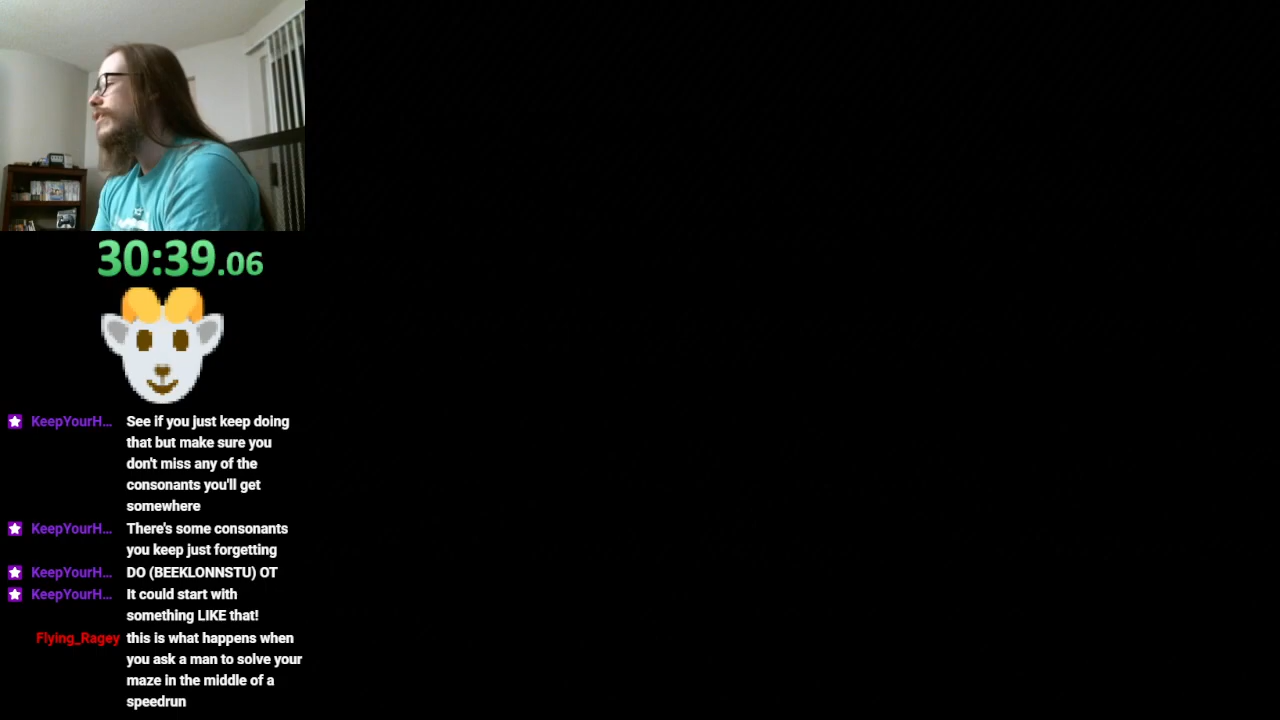 30:39.06
KeepYourH... See if you just keep doing
that but make sure you
don't miss any of the
consonants you'll get
somewhere
KeepYourH... There's some consonants
you keep just forgetting
KeepYourH... DO (BEEKLONNSTU) OT
KeepYourH... It could start with
something LIKE that!
Flying_Ragey this is what happens when
you ask a man to solve your
maze in the middle of a
speedrun